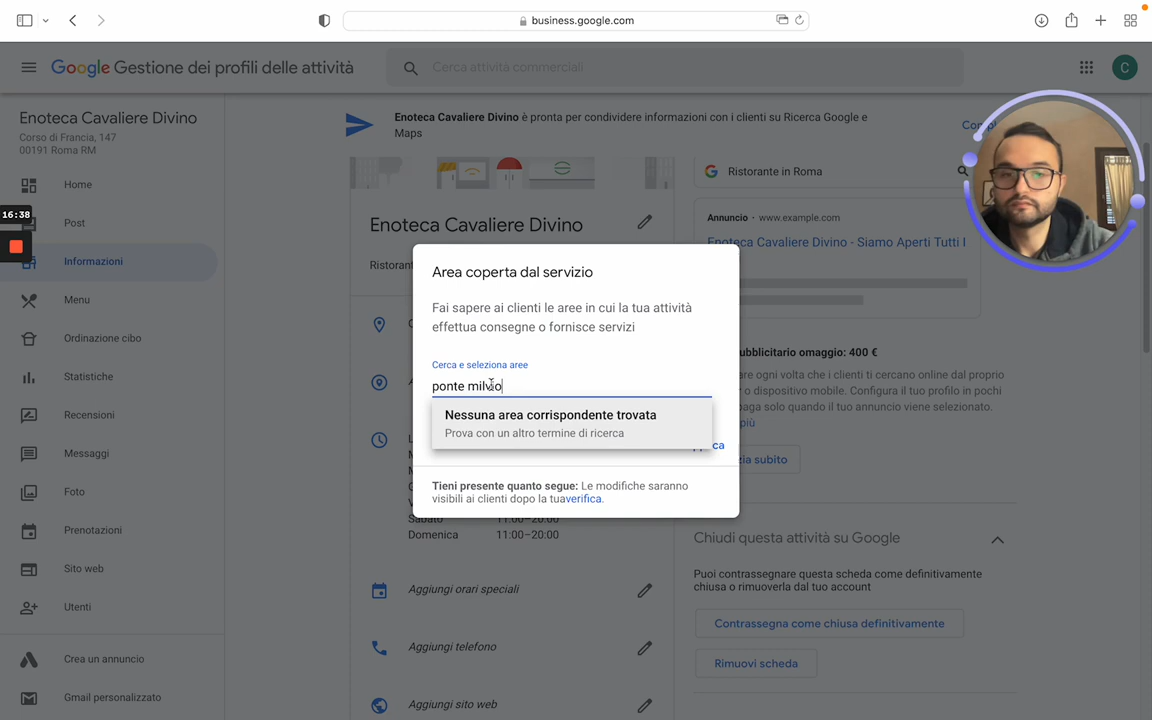 business.google.com
Google Gestione dei profili delle attività
Cerca attività commerciali
C
Enoteca Cavaliere Divino
Corso di Francia, 147
00191 Roma RM
Home
16:38
Post
Informazioni
Menu
Ordinazione cibo
Statistiche
Recensioni
Messaggi
Foto
Prenotazioni
Sito web
Utenti
Crea un annuncio
Gmail personalizzato
Enoteca Cavaliere Divino è pronta per condividere informazioni con i clienti su Ricerca Google e
Maps
Enoteca Cavaliere Divino
Area coperta dal servizio
Fai sapere ai clienti le aree in cui la tua attività
effettua consegne o fornisce servizi
Cerca e seleziona aree
ponte milvio
Nessuna area corrispondente trovata
Prova con un altro termine di ricerca
Tieni presente quanto segue: Le modifiche saranno
visibili ai clienti dopo la tuaverifica.
Sabato 11:00–20:00
Domenica 11:00–20:00
Aggiungi orari speciali
Aggiungi telefono
Aggiungi sito web
G Ristorante in Roma
Annuncio · www.example.com
Enoteca Cavaliere Divino - Siamo Aperti Tutti I
omaggio: 400 €
ogni volta che i clienti ti cercano online dal proprio
o dispositivo mobile. Configura il tuo profilo in pochi
solo quando il tuo annuncio viene selezionato.
subito
Chiudi questa attività su Google
Puoi contrassegnare questa scheda come definitivamente
chiusa o rimuoverla dal tuo account
Contrassegna come chiusa definitivamente
Rimuovi scheda